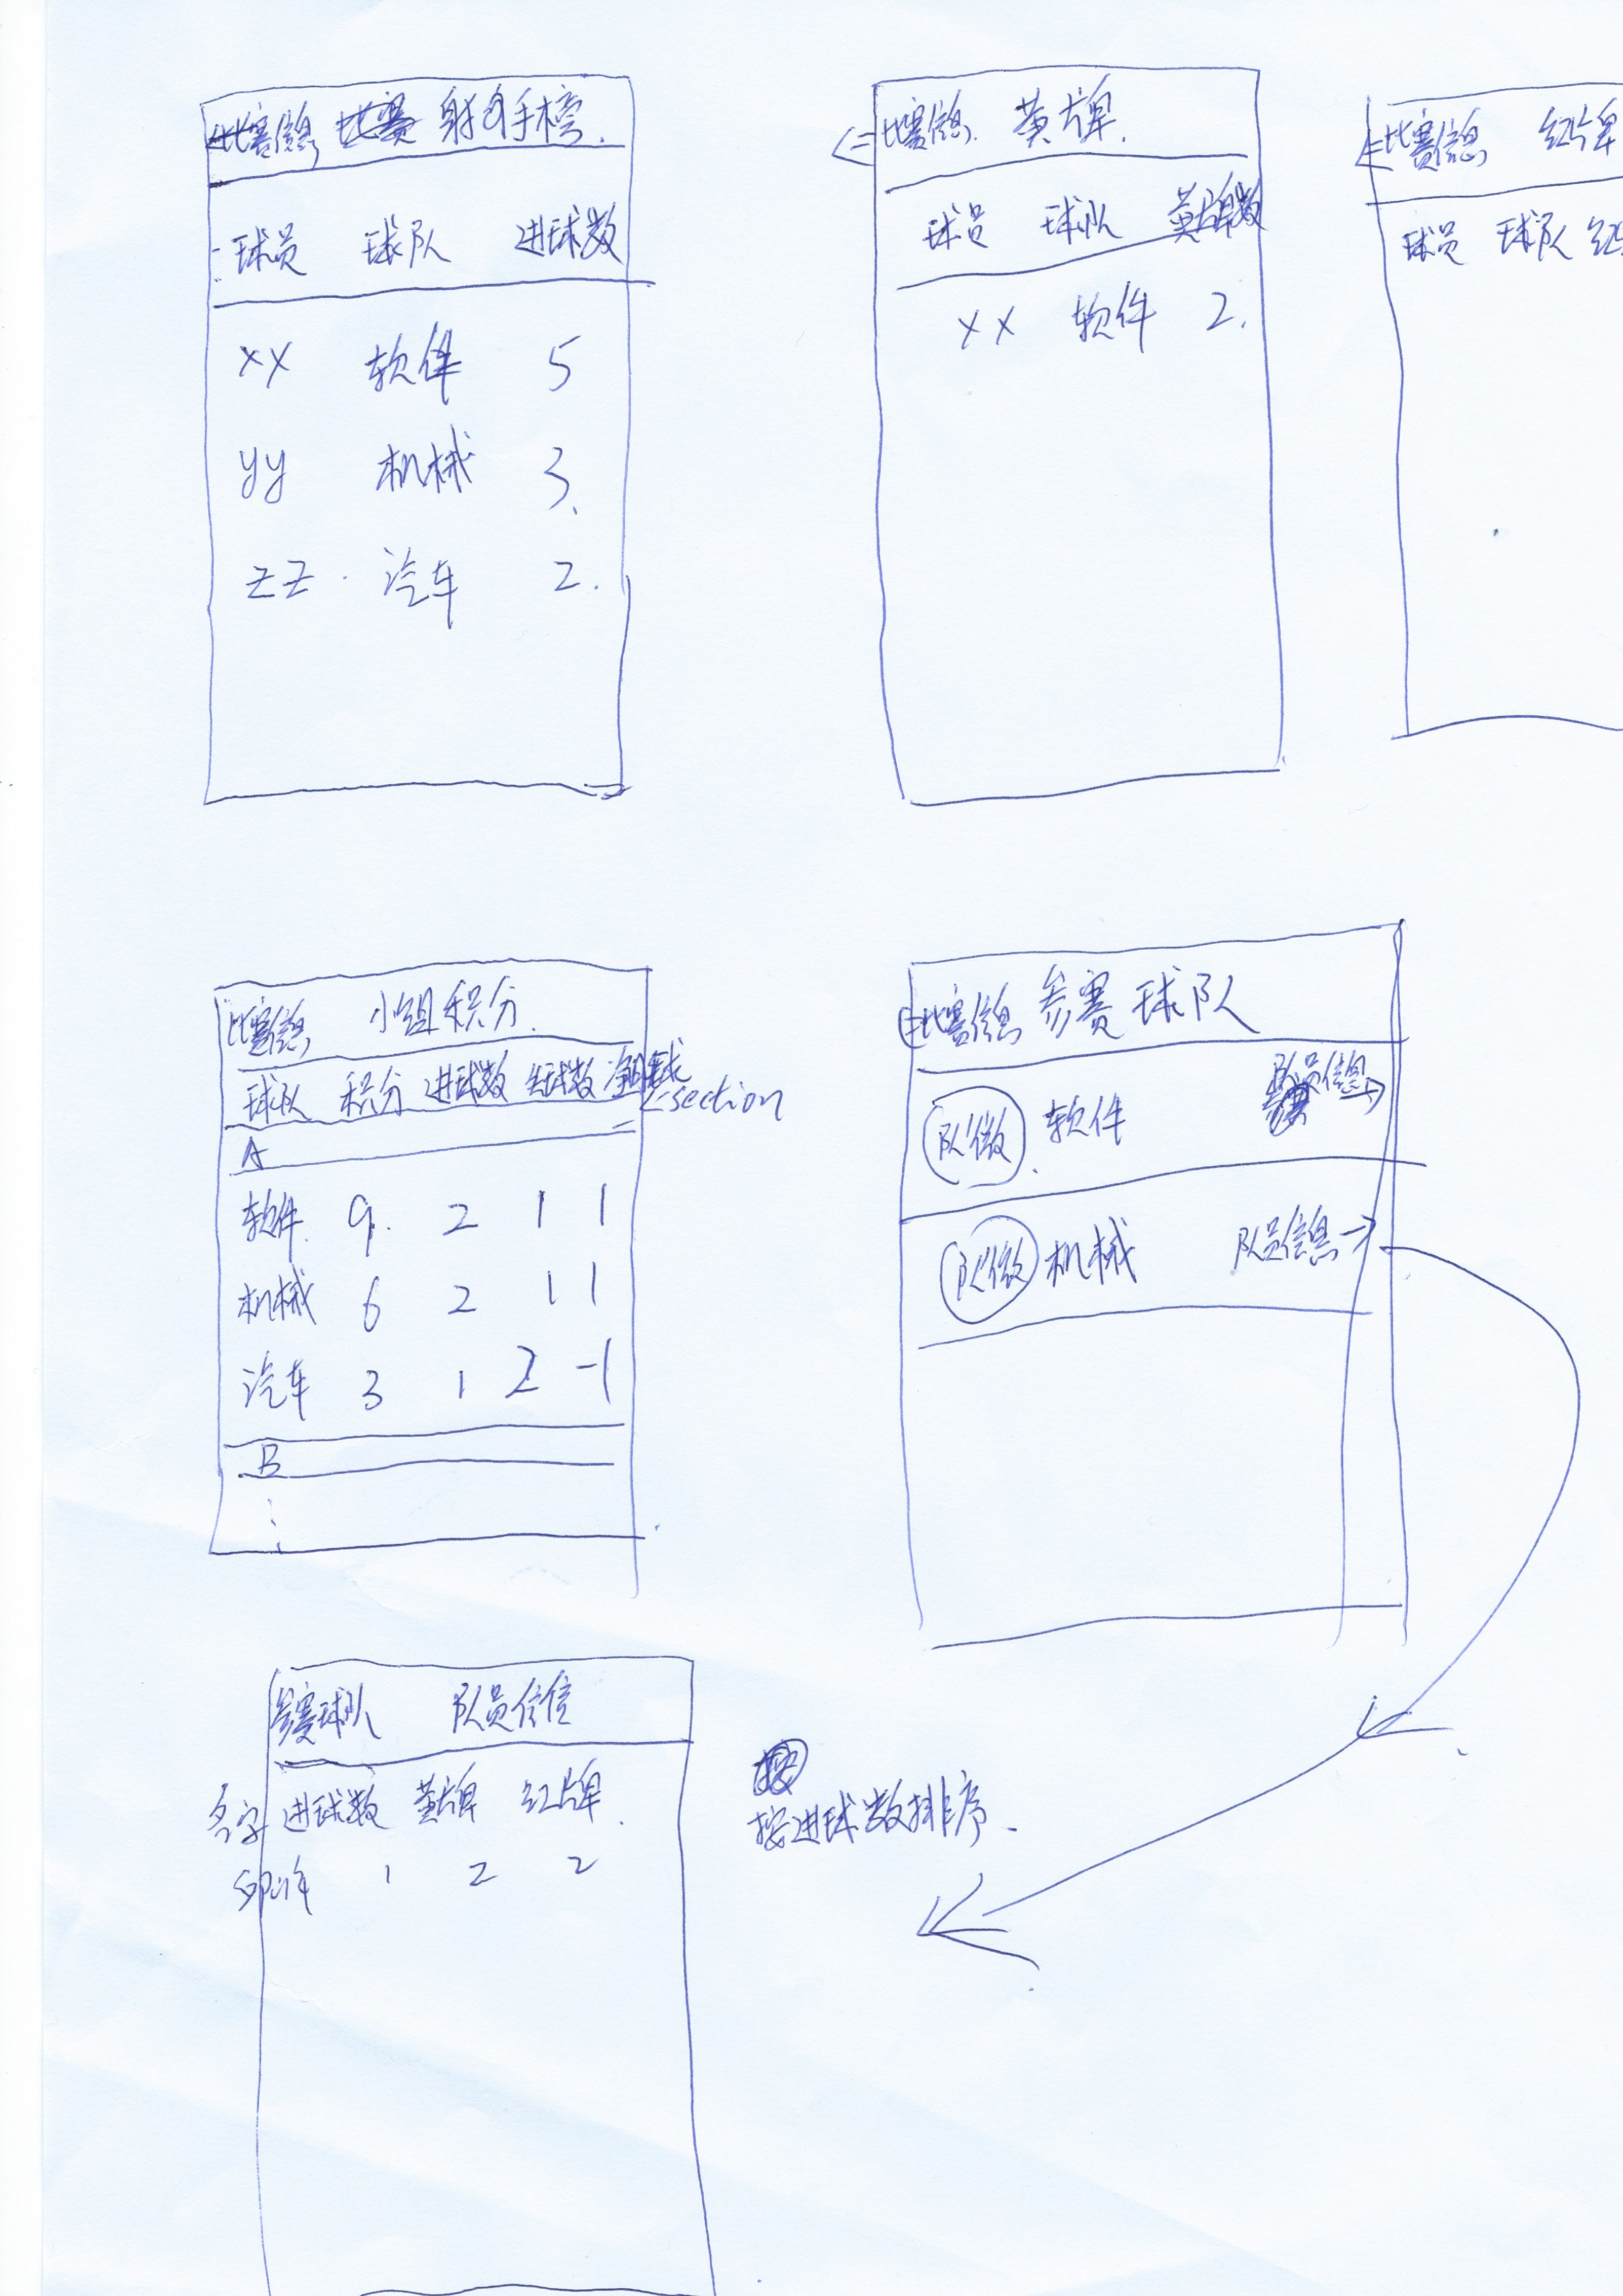 比赛信息 比赛 射手榜.
球员 球队 进球数
xx 软件 5
yy 机械 3.
zz 汽车 2.
比赛信息. 黄牌.
球员 球队 黄牌数
xx 软件 2.
比赛信息 红牌
球员 球队 红
比赛信息 小组积分.
球队 积分 进球数 失球数 净胜球
section
A
软件 9. 2 1 1
机械 6 2 1 1
汽车 3 1 2 -1
B
比赛信息 参赛球队
队微 软件 队员信息
队微 机械 队员信息
参赛球队 队员信信
名字 进球数 黄牌 红牌.
1 2 2
按
按进球数排序.